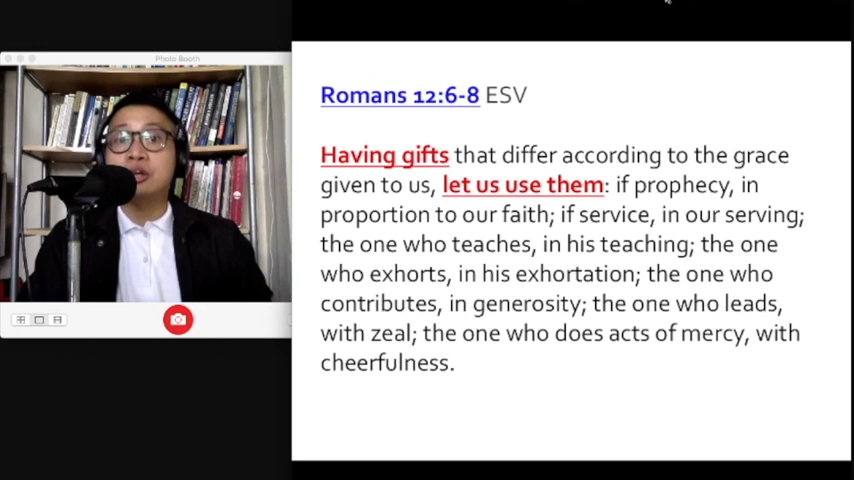 Photo Booth
Romans 12:6-8 ESV
Having gifts that differ according to the grace
given to us, let us use them: if prophecy, in
proportion to our faith; if service, in our serving;
the one who teaches, in his teaching; the one
who exhorts, in his exhortation; the one who
contributes, in generosity; the one who leads,
with zeal; the one who does acts of mercy, with
cheerfulness.